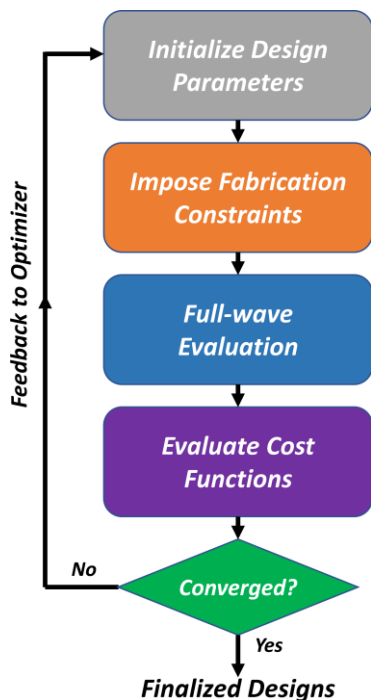 Initialize Design
Parameters
Impose Fabrication
Constraints
Feedback to Optimizer
Full-wave
Evaluation
Evaluate Cost
Functions
No
Converged?
Yes
Finalized Designs